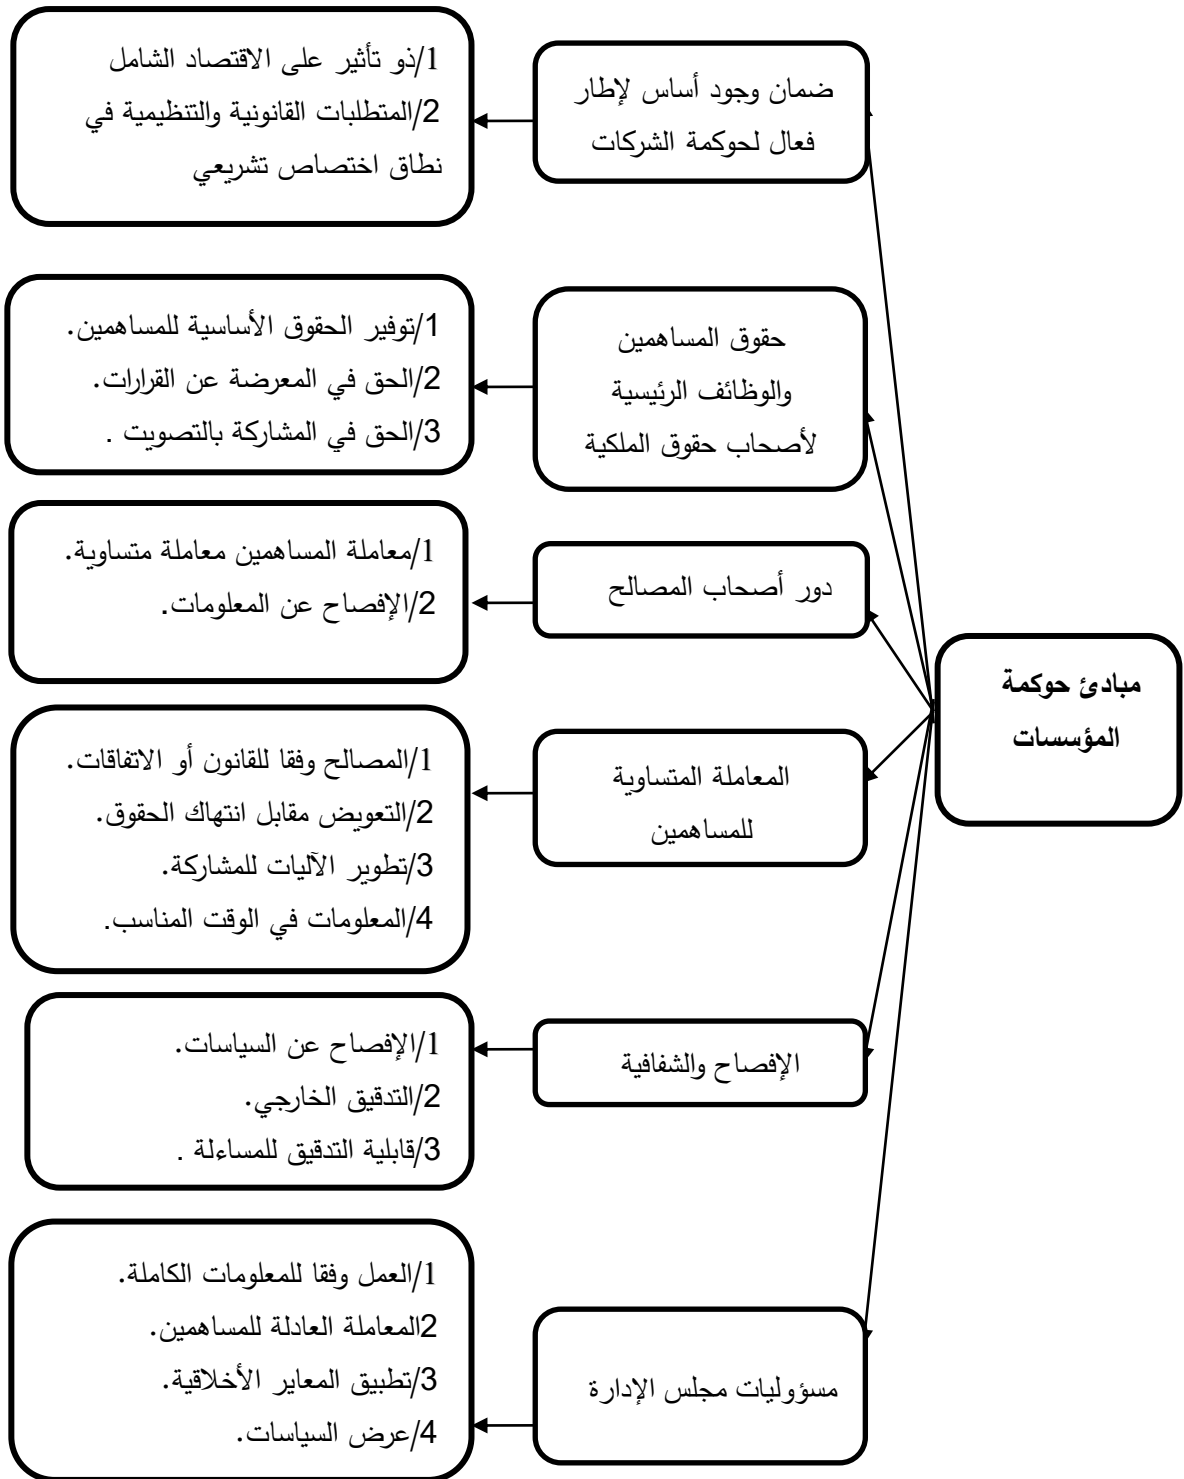 مبادئ حوكمة
المؤسسات
ضمان وجود أساس لإطار
فعال لحوكمة الشركات
1/ذو تأثير على الاقتصاد الشامل
2/المتطلبات القانونية والتنظيمية في
نطاق اختصاص تشريعي
حقوق المساهمين
والوظائف الرئيسية
لأصحاب حقوق الملكية
1/توفير الحقوق الأساسية للمساهمين.
2/الحق في المعرضة عن القرارات.
3/الحق في المشاركة بالتصويت .
دور أصحاب المصالح
1/معاملة المساهمين معاملة متساوية.
2/الإفصاح عن المعلومات.
المعاملة المتساوية
للمساهمين
1/المصالح وفقا للقانون أو الاتفاقات.
2/التعويض مقابل انتهاك الحقوق.
3/تطوير الآليات للمشاركة.
4/المعلومات في الوقت المناسب.
الإفصاح والشفافية
1/الإفصاح عن السياسات.
2/التدقيق الخارجي.
3/قابلية التدقيق للمساءلة .
مسؤوليات مجلس الإدارة
1/العمل وفقا للمعلومات الكاملة.
2المعاملة العادلة للمساهمين.
3/تطبيق المعاير الأخلاقية.
4/عرض السياسات.